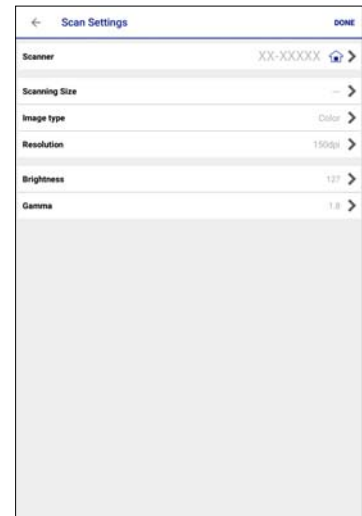 Scan Settings DONE
Scanner XX-XXXXX
Scanning Size --
Image type Color
Resolution 150dpi
Brightness 127
Gamma 1.8